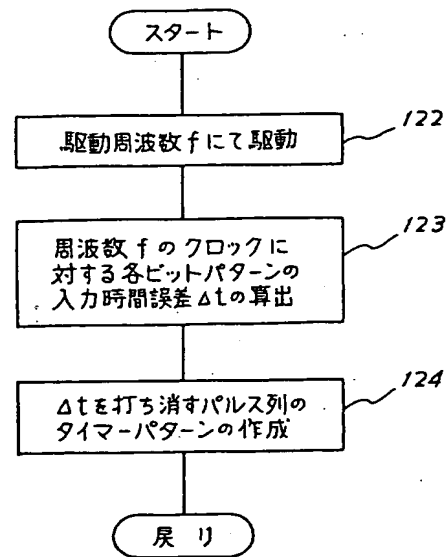 スタート
駆動周波数fにて駆動
122
周波数fのクロックに
対する各ビットパターンの
入力時間誤差Δtの算出
123
Δtを打ち消すパルス列の
タイマーパターンの作成
124
戻り